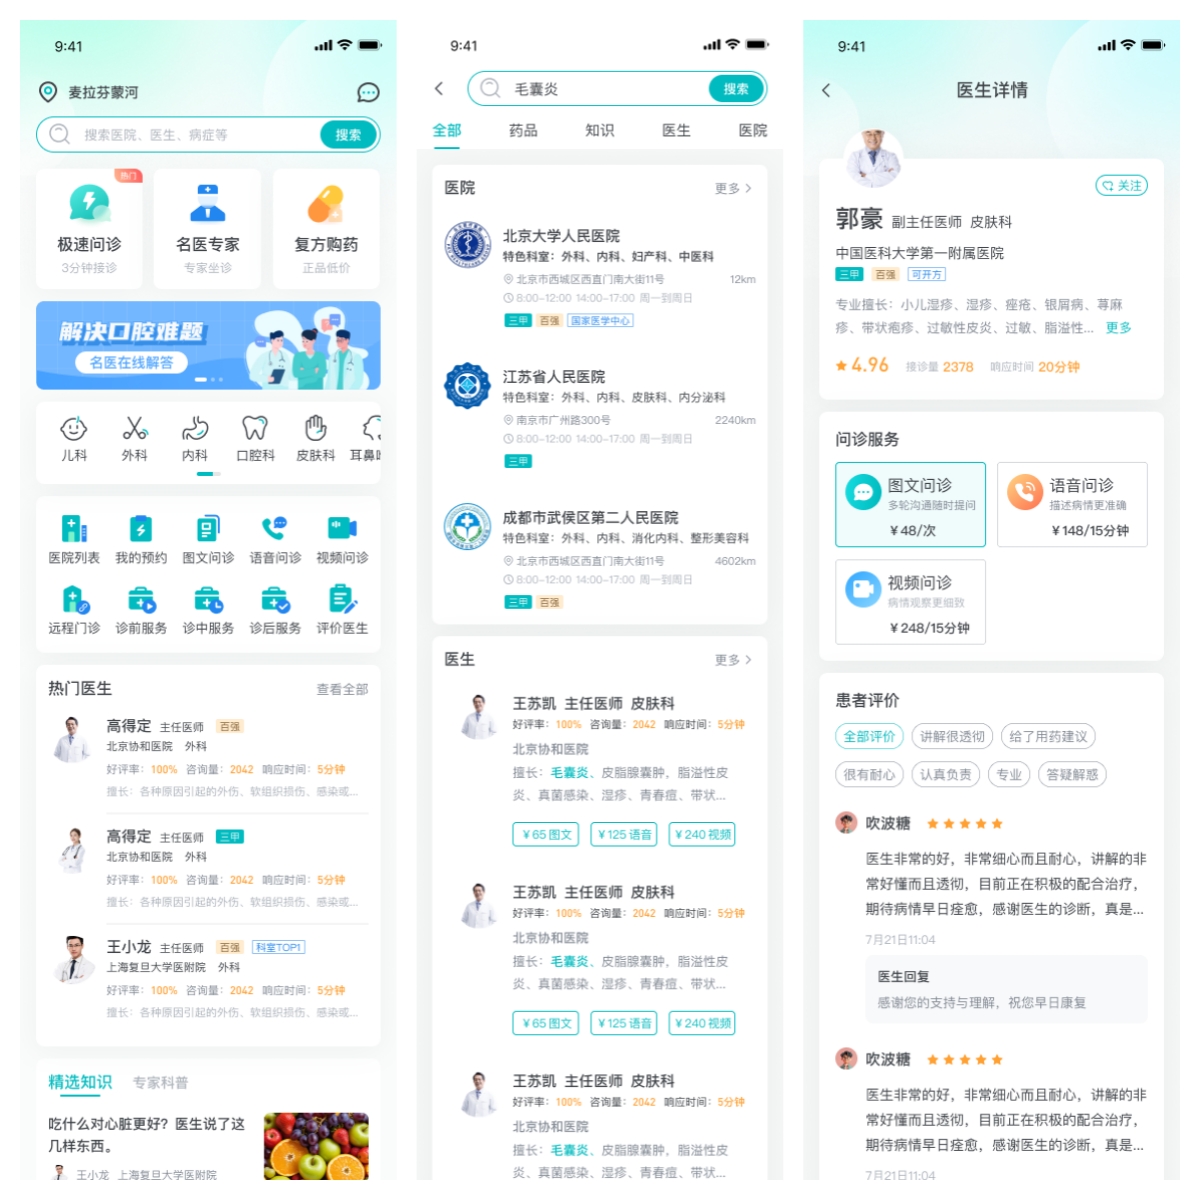 9:41
麦拉芬蒙河
搜索医院、医生、病症等
搜索
热门
极速问诊
3分钟接诊
名医专家
专家坐诊
复方购药
正品低价
解决口腔难题
名医在线解答
儿科
外科
内科
口腔科
皮肤科
耳鼻
医院列表
我的预约
图文问诊
语音问诊
视频问诊
远程门诊
诊前服务
诊中服务
诊后服务
评价医生
热门医生
查看全部
高得定 主任医师 百强
北京协和医院 外科
好评率：100% 咨询量：2042 响应时间：5分钟
擅长：各种原因引起的外伤、软组织损伤、感染或...
高得定 主任医师 三甲
北京协和医院 外科
好评率：100% 咨询量：2042 响应时间：5分钟
擅长：各种原因引起的外伤、软组织损伤、感染或...
王小龙 主任医师 百强 科室TOP1
上海复旦大学医附院 外科
好评率：100% 咨询量：2042 响应时间：5分钟
擅长：各种原因引起的外伤、软组织损伤、感染或...
精选知识 专家科普
吃什么对心脏更好？医生说了这
几样东西。
王小龙 上海复旦大学医附院
9:41
毛囊炎
搜索
全部 药品 知识 医生 医院
医院
更多
北京大学人民医院
特色科室：外科、内科、妇产科、中医科
北京市西城区西直门南大街11号 12km
8:00-12:00 14:00-17:00 周一到周日
三甲 百强 国家医学中心
江苏省人民医院
特色科室：外科、内科、皮肤科、内分泌科
南京市广州路300号 2240km
8:00-12:00 14:00-17:00 周一到周日
三甲
成都市武侯区第二人民医院
特色科室：外科、内科、消化内科、整形美容科
北京市西城区西直门南大街11号 4602km
8:00-12:00 14:00-17:00 周一到周日
三甲 百强
医生
更多
王苏凯 主任医师 皮肤科
好评率：100% 咨询量：2042 响应时间：5分钟
北京协和医院
擅长：毛囊炎、皮脂腺囊肿，脂溢性皮
炎、真菌感染、湿疹、青春痘、带状...
¥65图文 ¥125语音 ¥240视频
王苏凯 主任医师 皮肤科
好评率：100% 咨询量：2042 响应时间：5分钟
北京协和医院
擅长：毛囊炎、皮脂腺囊肿，脂溢性皮
炎、真菌感染、湿疹、青春痘、带状...
¥65图文 ¥125语音 ¥240视频
王苏凯 主任医师 皮肤科
好评率：100% 咨询量：2042 响应时间：5分钟
北京协和医院
擅长：毛囊炎、皮脂腺囊肿，脂溢性皮
炎、真菌感染、湿疹、青春痘、带状...
9:41
医生详情
关注
郭豪 副主任医师 皮肤科
中国医科大学第一附属医院
三甲 百强 可开方
专业擅长：小儿湿疹、湿疹、痤疮、银屑病、荨麻
疹、带状疱疹、过敏性皮炎、过敏、脂溢性... 更多
4.96 接诊量 2378 响应时间 20分钟
问诊服务
图文问诊
多轮沟通随时提问
¥48/次
语音问诊
描述病情更准确
¥148/15分钟
视频问诊
病情观察更细致
¥248/15分钟
患者评价
全部评价 讲解很透彻 给了用药建议
很有耐心 认真负责 专业 答疑解惑
吹波糖
医生非常的好，非常细心而且耐心，讲解的非
常好懂而且透彻，目前正在积极的配合治疗，
期待病情早日痊愈，感谢医生的诊断，真是...
7月21日11:04
医生回复
感谢您的支持与理解，祝您早日康复
吹波糖
医生非常的好，非常细心而且耐心，讲解的非
常好懂而且透彻，目前正在积极的配合治疗，
期待病情早日痊愈，感谢医生的诊断，真是...
7月21日11:04